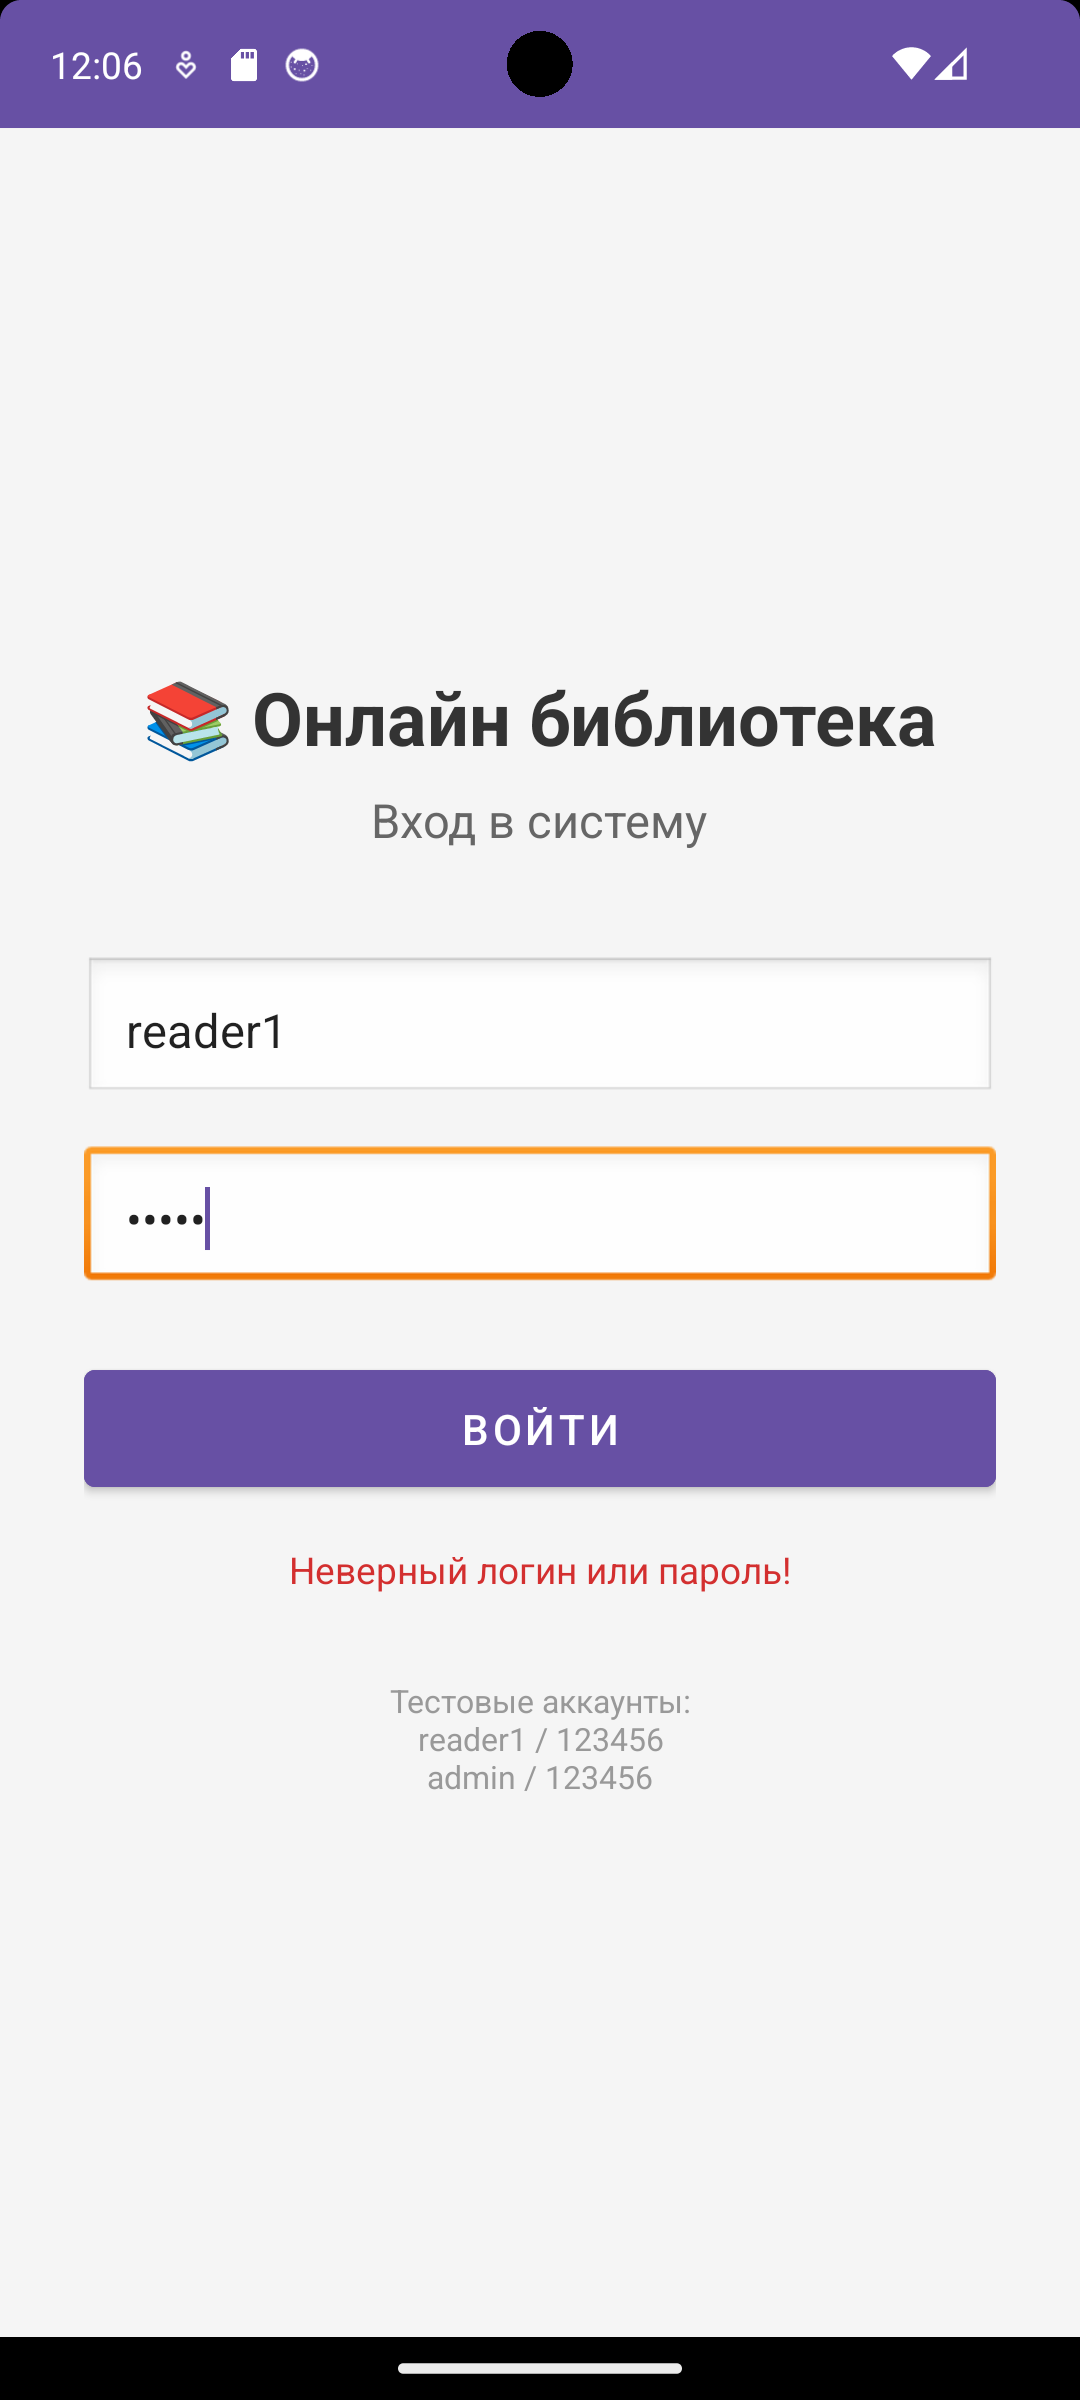 12:06
📚 Онлайн библиотека
Вход в систему
reader1
•••••
ВОЙТИ
Неверный логин или пароль!
Тестовые аккаунты:
reader1 / 123456
admin / 123456